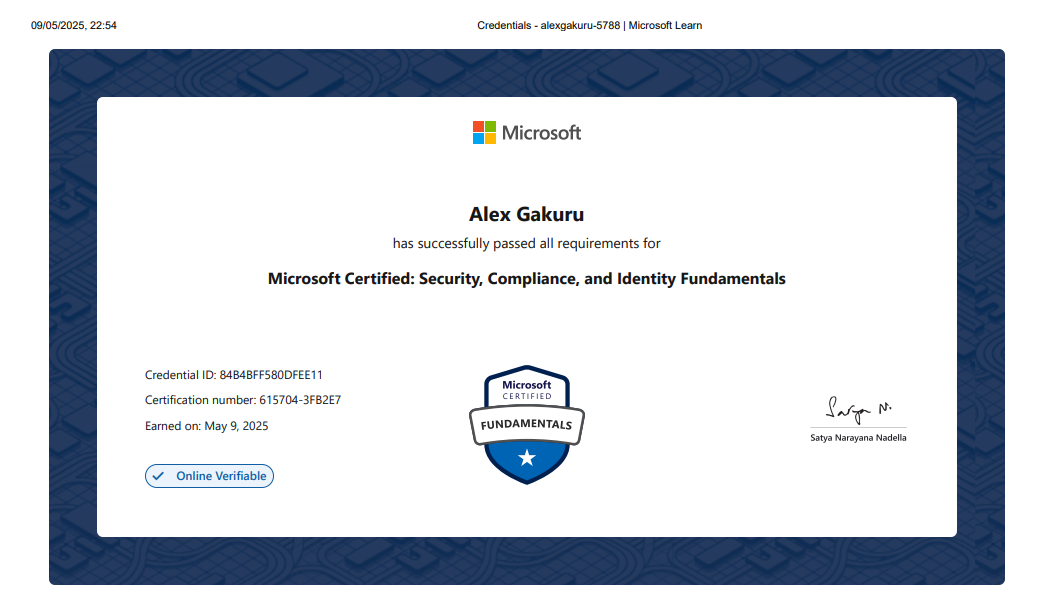 09/05/2025, 22:54 Credentials - alexgakuru-5788 | Microsoft Learn
Microsoft
Alex Gakuru
has successfully passed all requirements for
Microsoft Certified: Security, Compliance, and Identity Fundamentals
Credential ID: 84B4BFF580DFEE11
Certification number: 615704-3FB2E7
Earned on: May 9, 2025
Online Verifiable
Microsoft
CERTIFIED
FUNDAMENTALS
Satya N.
Satya Narayana Nadella